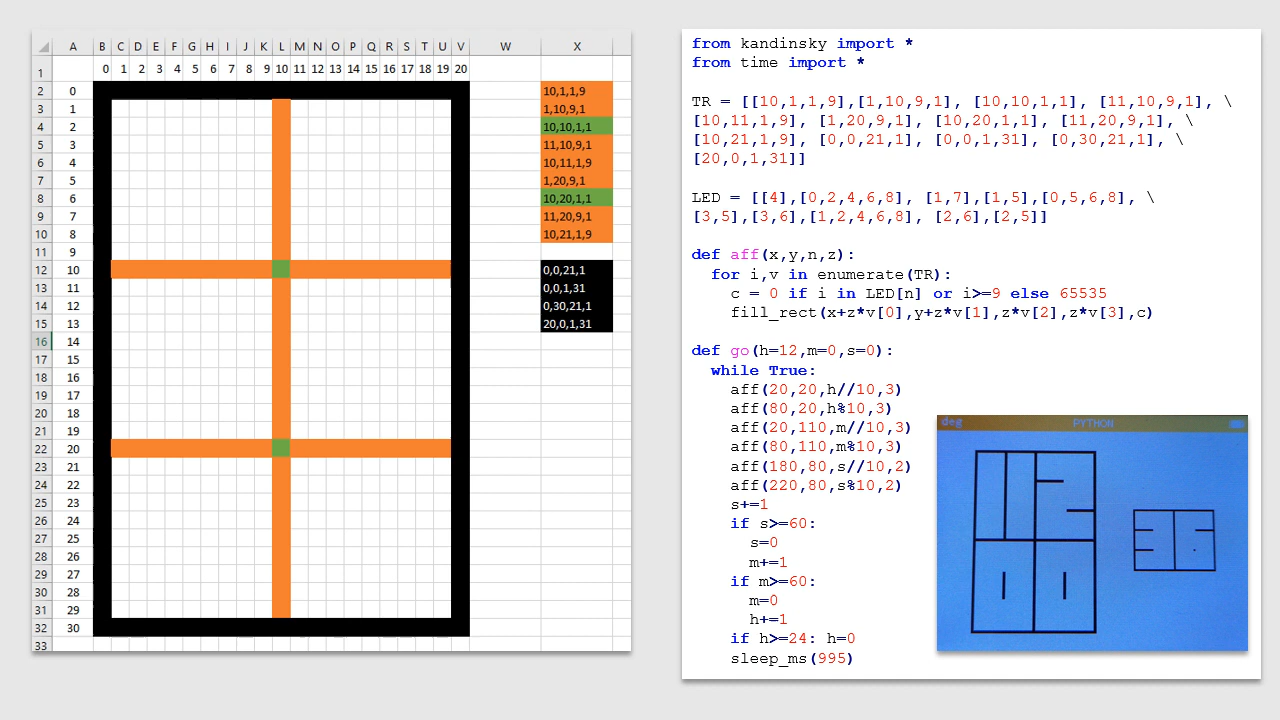 A B C D E F G H I J K L M N O P Q R S T U V W X
1 0 1 2 3 4 5 6 7 8 9 10 11 12 13 14 15 16 17 18 19 20
2 0 10,1,1,9
3 1 1,10,9,1
4 2 10,10,1,1
5 3 11,10,9,1
6 4 10,11,1,9
7 5 1,20,9,1
8 6 10,20,1,1
9 7 11,20,9,1
10 8 10,21,1,9
11 9
12 10 0,0,21,1
13 11 0,0,1,31
14 12 0,30,21,1
15 13 20,0,1,31
16 14
17 15
18 16
19 17
20 18
21 19
22 20
23 21
24 22
25 23
26 24
27 25
28 26
29 27
30 28
31 29
32 30
33
from kandinsky import *
from time import *
TR = [[10,1,1,9],[1,10,9,1], [10,10,1,1], [11,10,9,1], \
[10,11,1,9], [1,20,9,1], [10,20,1,1], [11,20,9,1], \
[10,21,1,9], [0,0,21,1], [0,0,1,31], [0,30,21,1], \
[20,0,1,31]]
LED = [[4],[0,2,4,6,8], [1,7],[1,5],[0,5,6,8], \
[3,5],[3,6],[1,2,4,6,8], [2,6],[2,5]]
def aff(x,y,n,z):
for i,v in enumerate(TR):
c = 0 if i in LED[n] or i>=9 else 65535
fill_rect(x+z*v[0],y+z*v[1],z*v[2],z*v[3],c)
def go(h=12,m=0,s=0):
while True:
aff(20,20,h//10,3)
aff(80,20,h%10,3)
aff(20,110,m//10,3)
aff(80,110,m%10,3)
aff(180,80,s//10,2)
aff(220,80,s%10,2)
s+=1
if s>=60:
s=0
m+=1
if m>=60:
m=0
h+=1
if h>=24: h=0
sleep_ms(995)
deg PYTHON